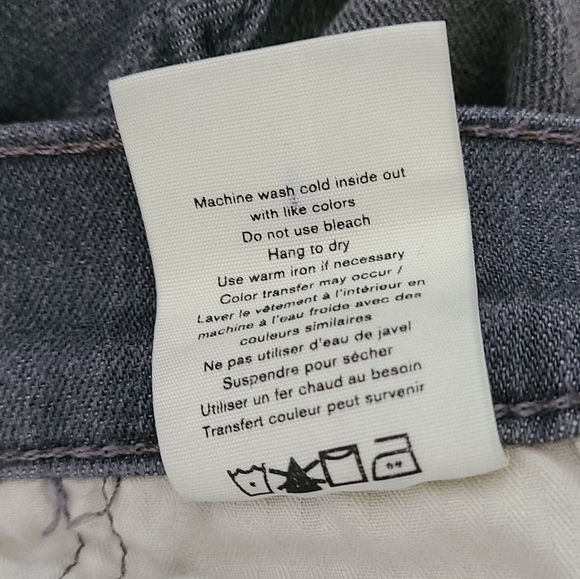 Machine wash cold inside out
with like colors
Do not use bleach
Hang to dry
Use warm iron if necessary
Color transfer may occur /
Laver le vêtement à l'intérieur en
machine à l'eau froide avec des
couleurs similaires
Ne pas utiliser d'eau de javel
Suspendre pour sécher
Utiliser un fer chaud au besoin
Transfert couleur peut survenir